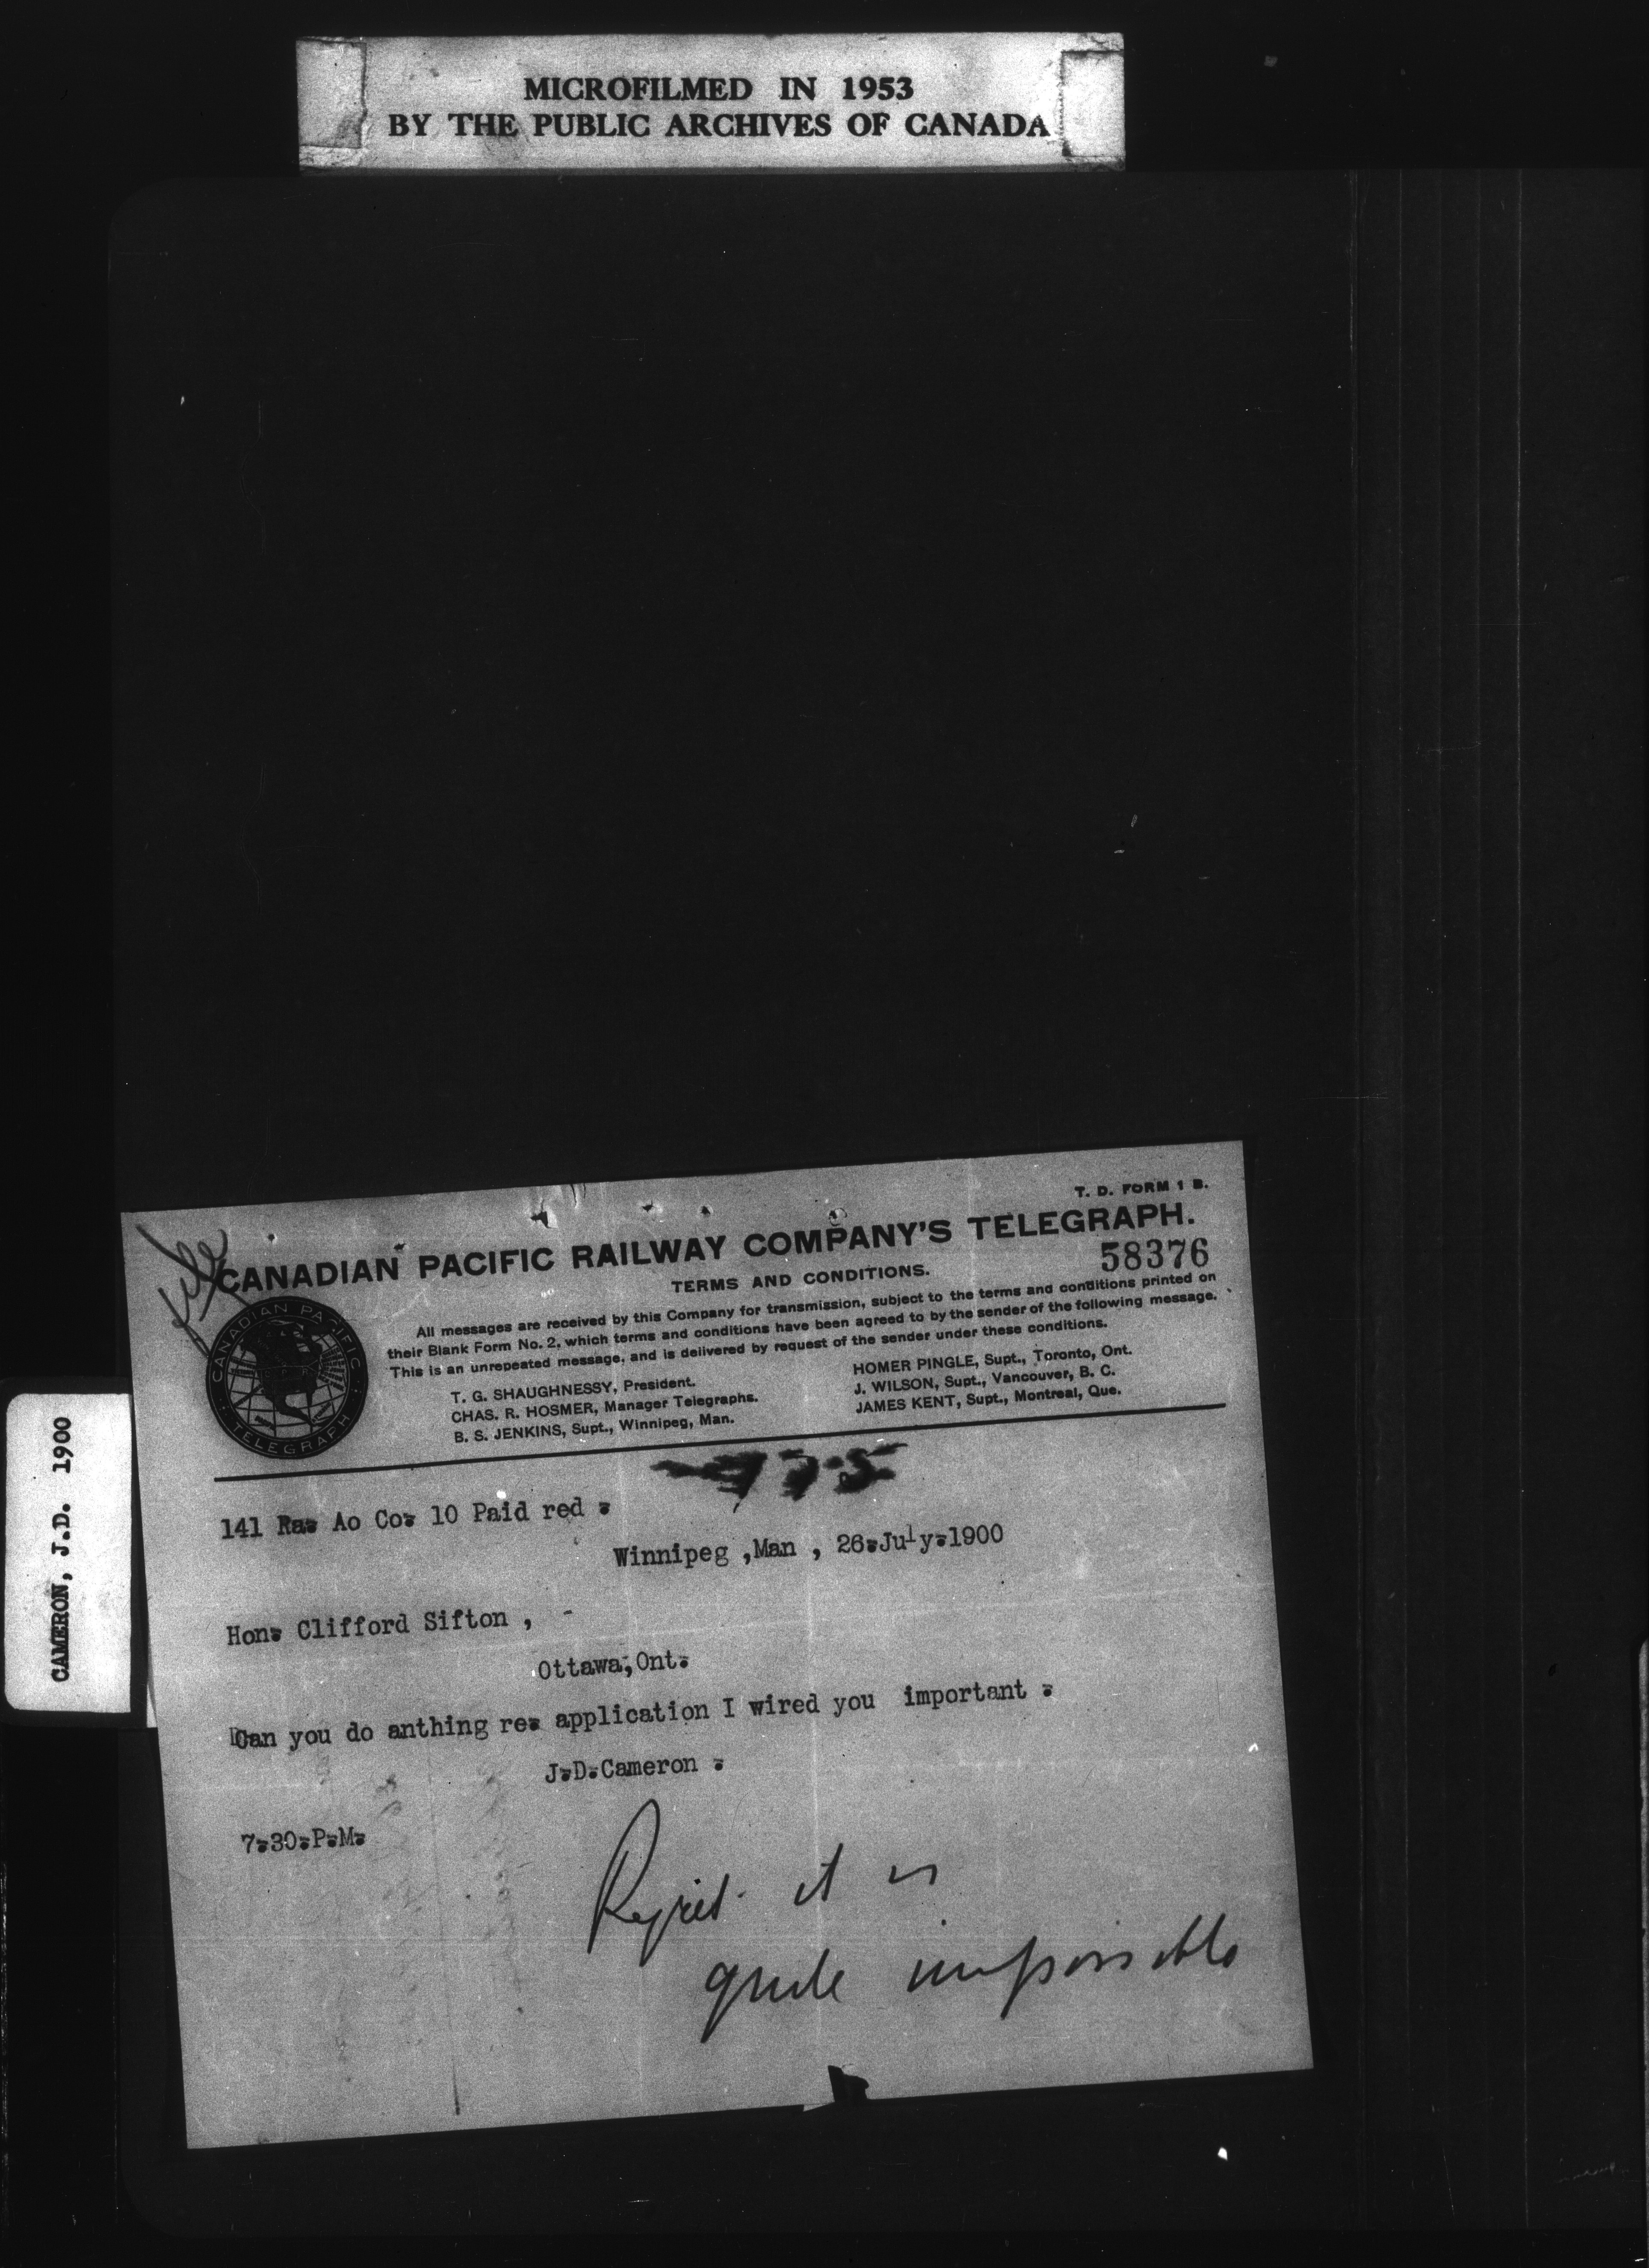 MICROFILMED IN 1953
BY THE PUBLIC ARCHIVES OF CANADA
CAMERON, J.D. 1900
file
T. D. FORM 1 B.
CANADIAN PACIFIC RAILWAY COMPANY'S TELEGRAPH.
58376
TERMS AND CONDITIONS.
All messages are received by this Company for transmission, subject to the terms and conditions printed on
their Blank Form No. 2, which terms and conditions have been agreed to by the sender of the following message.
This is an unrepeated message, and is delivered by request of the sender under these conditions.
T. G. SHAUGHNESSY, President.
CHAS. R. HOSMER, Manager Telegraphs.
B. S. JENKINS, Supt., Winnipeg, Man.
HOMER PINGLE, Supt., Toronto, Ont.
J. WILSON, Supt., Vancouver, B. C.
JAMES KENT, Supt., Montreal, Que.
CANADIAN PACIFIC
TELEGRAPH
141 Ra. Ao Co. 10 Paid red .
Winnipeg ,Man , 26.July.1900
Hon. Clifford Sifton ,
Ottawa,Ont.
Can you do anthing re. application I wired you important .
J.D.Cameron .
7.30.P.M.
Regret it is
quite impossible